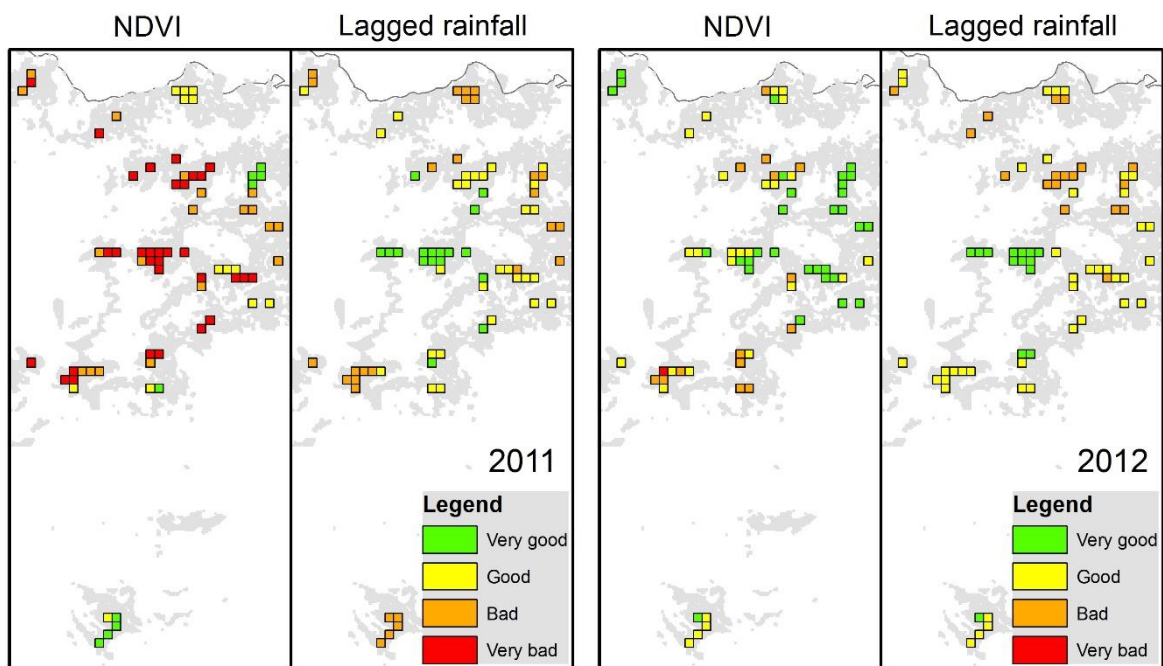 NDVI
Lagged rainfall
NDVI
Lagged rainfall
2011
Legend
Very good
Good
Bad
Very bad
2012
Legend
Very good
Good
Bad
Very bad